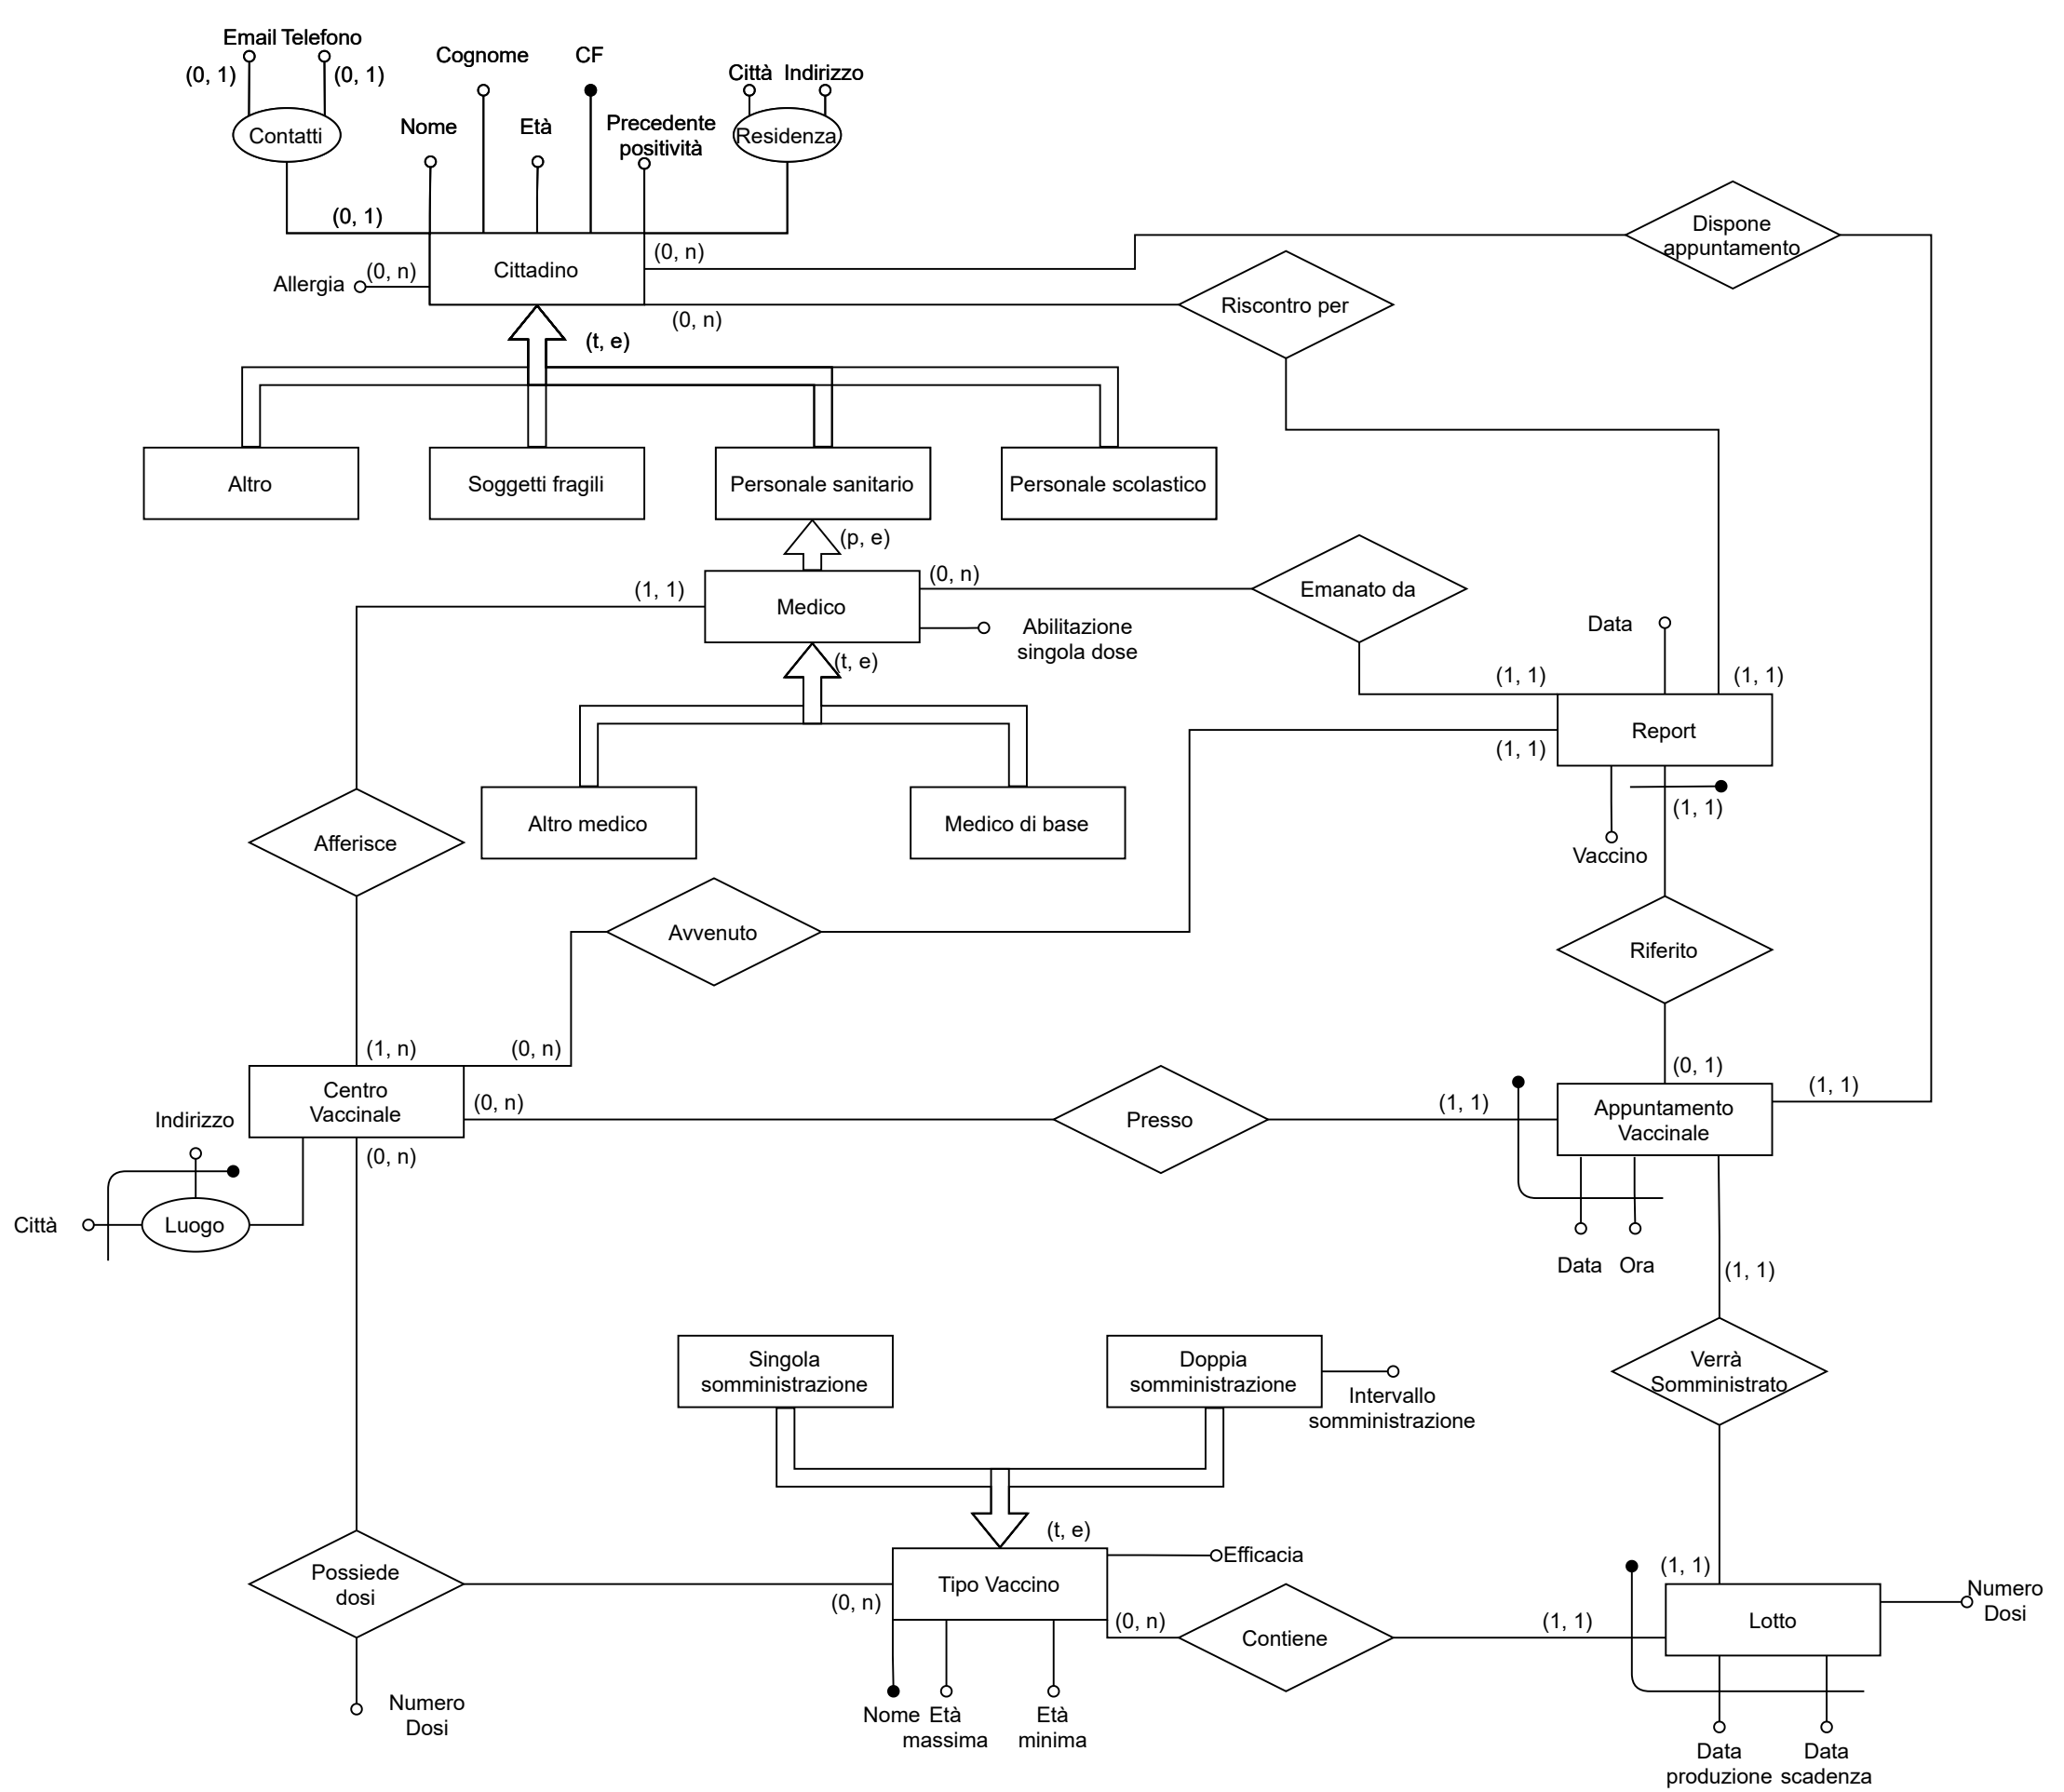 Email Telefono
(0, 1)
(0, 1)
Cognome
CF
Città Indirizzo
Contatti
Nome
Età
Precedente
positività
Residenza
(0, 1)
Cittadino
(0, n)
Allergia
(0, n)
(0, n)
Dispone
appuntamento
Riscontro per
(t, e)
Altro
Soggetti fragili
Personale sanitario
Personale scolastico
(p, e)
(1, 1)
Medico
(0, n)
Emanato da
Abilitazione
singola dose
Data
(t, e)
(1, 1)
(1, 1)
Report
(1, 1)
(1, 1)
Vaccino
Altro medico
Medico di base
Afferisce
Avvenuto
Riferito
(1, n)
(0, n)
(0, 1)
(1, 1)
Centro
Vaccinale
(0, n)
Presso
(1, 1)
Appuntamento
Vaccinale
Indirizzo
(0, n)
Città
Luogo
Data
Ora
(1, 1)
Singola
somministrazione
Doppia
somministrazione
Intervallo
somministrazione
Verrà
Somministrato
(t, e)
Efficacia
Possiede
dosi
Tipo Vaccino
(0, n)
(0, n)
Contiene
(1, 1)
(1, 1)
Lotto
Numero
Dosi
Numero
Dosi
Nome
Età
massima
Età
minima
Data
produzione
Data
scadenza